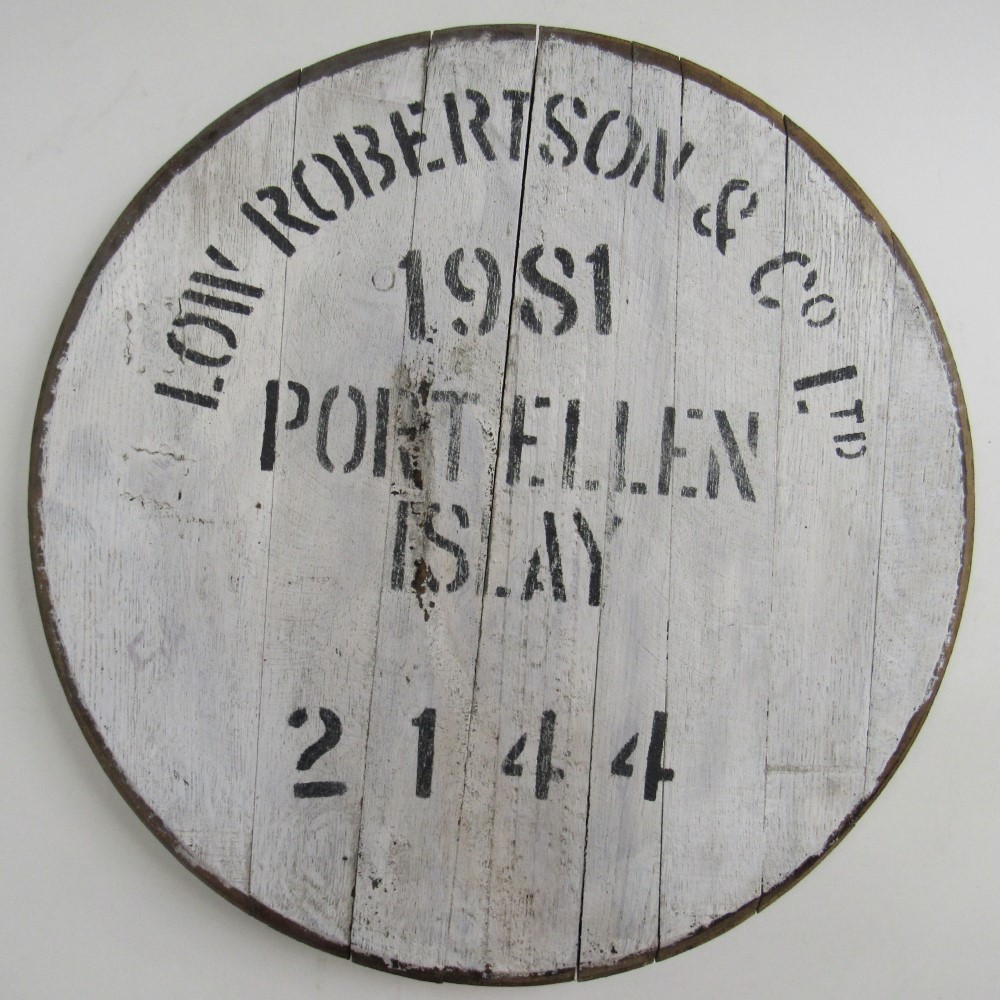 LOW ROBERTSON & CO LTD
1981
PORT ELLEN
ISLAY
2144